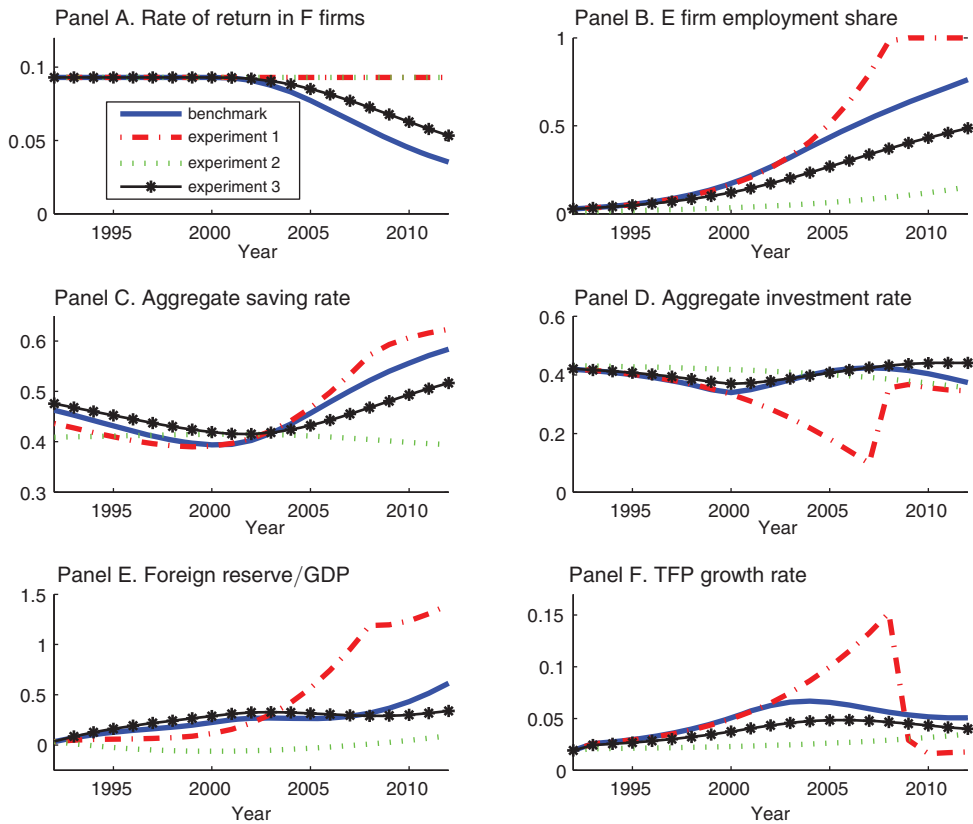 Panel A. Rate of return in F firms
0.1
0.05
0
benchmark
experiment 1
experiment 2
experiment 3
1995 2000 2005 2010
Year
Panel B. E firm employment share
1
0.5
0
1995 2000 2005 2010
Year
Panel C. Aggregate saving rate
0.6
0.5
0.4
0.3
1995 2000 2005 2010
Year
Panel D. Aggregate investment rate
0.6
0.4
0.2
0
1995 2000 2005 2010
Year
Panel E. Foreign reserve/GDP
1.5
1
0.5
0
1995 2000 2005 2010
Year
Panel F. TFP growth rate
0.15
0.1
0.05
0
1995 2000 2005 2010
Year